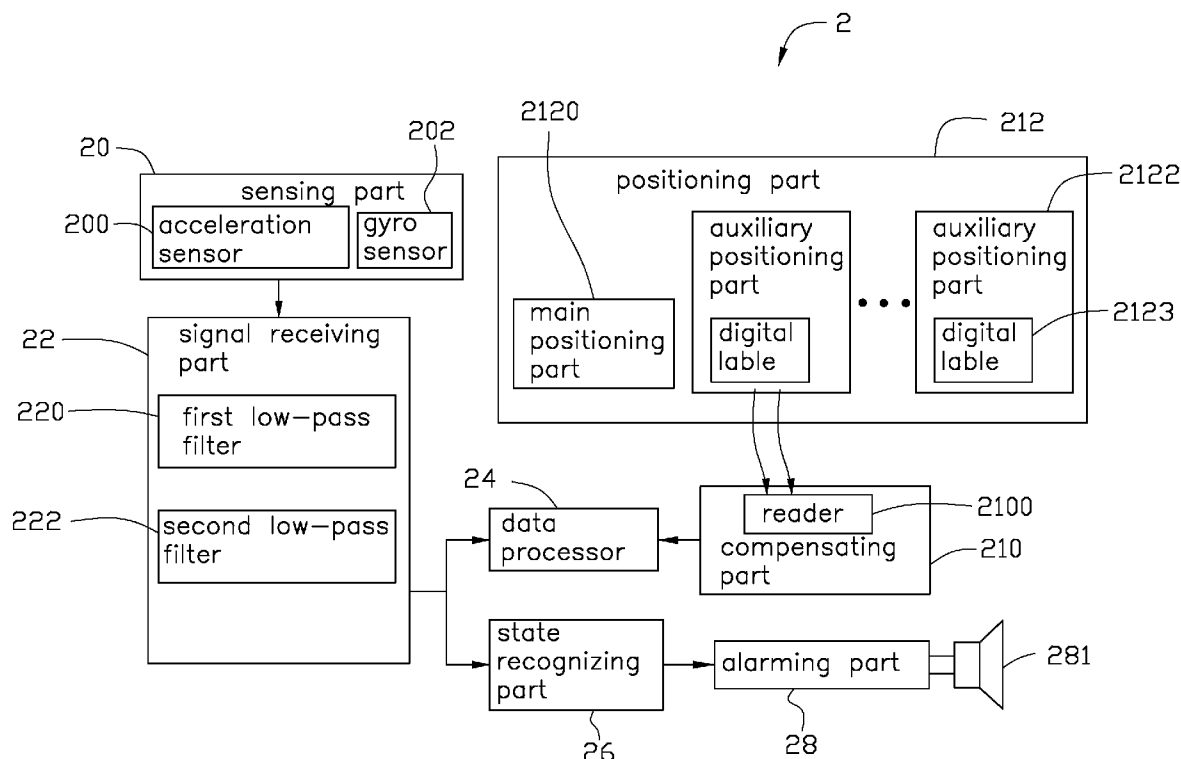 2
2120
202
212
20
sensing part
positioning part
2122
200
acceleration
sensor
gyro
sensor
auxiliary
positioning
part
auxiliary
positioning
part
22
signal receiving
part
main
positioning
part
digital
lable
digital
lable
2123
220
first low-pass
filter
24
222
second low-pass
filter
data
processor
reader
2100
compensating
part
210
state
recognizing
part
alarming part
281
26
28